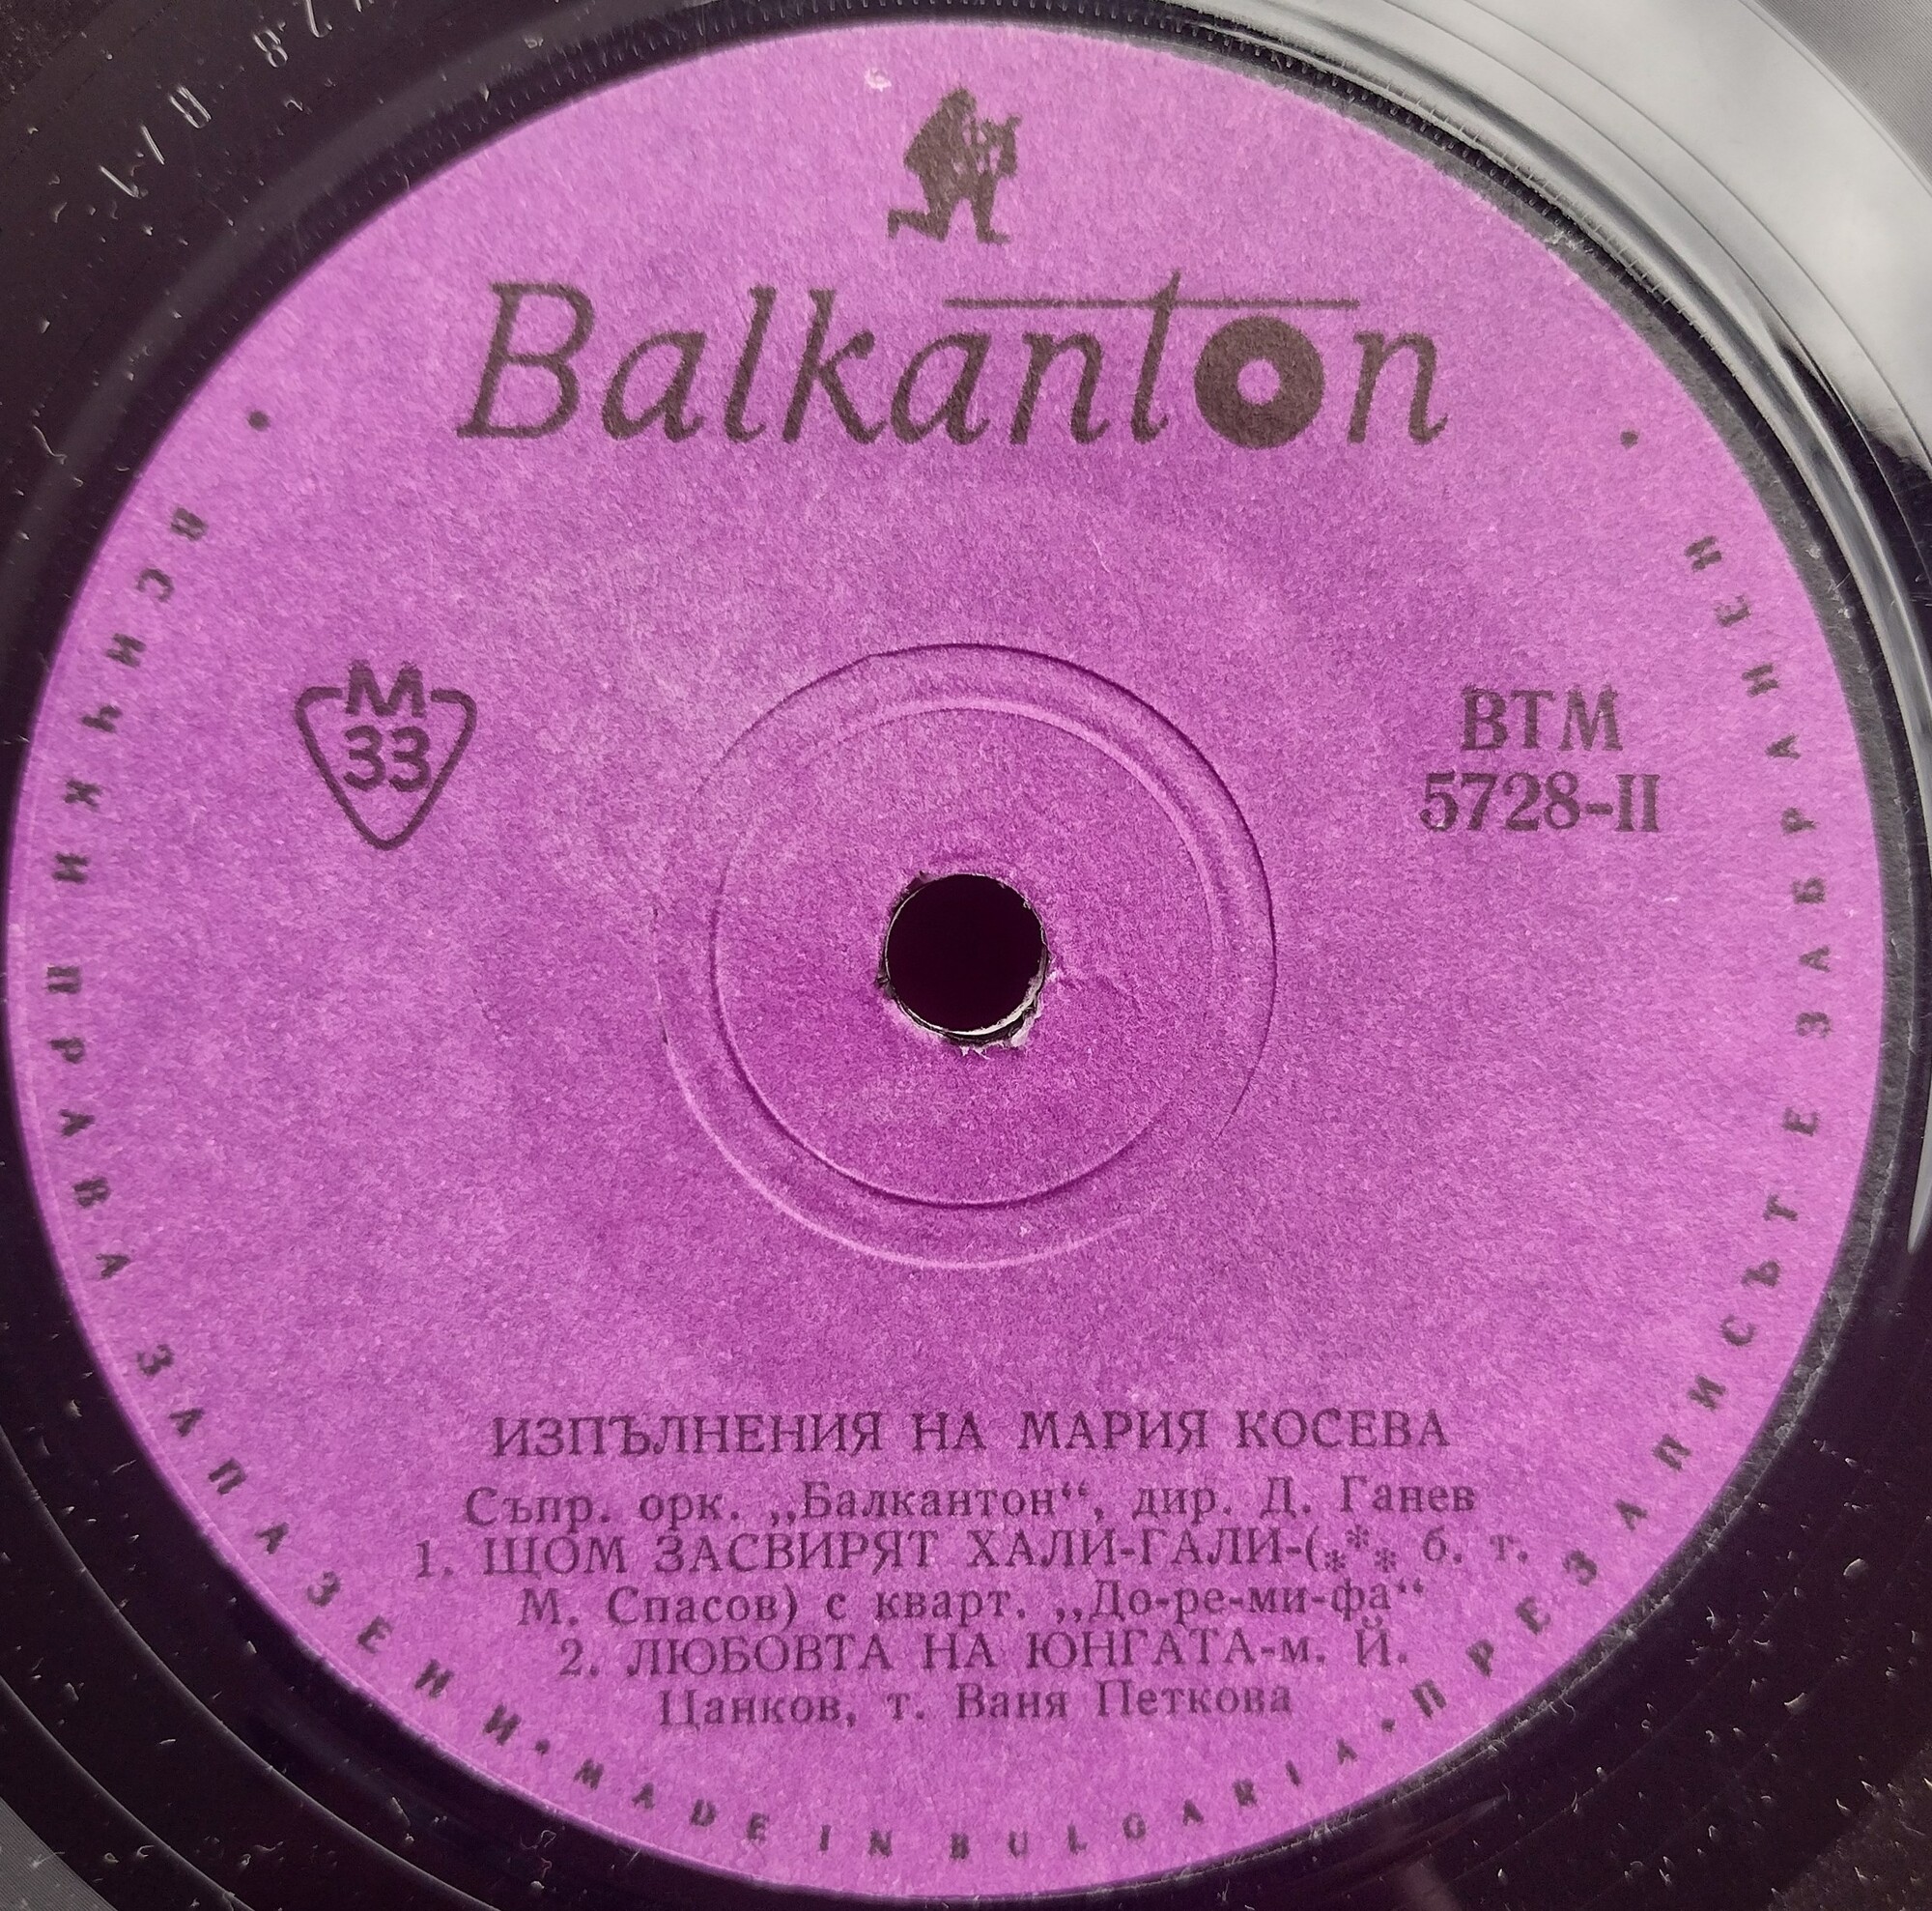 Balkanton
М
33
ВТМ
5728-II
ИЗПЪЛНЕНИЯ НА МАРИЯ КОСЕВА
Съпр. орк. „Балкантон“, дир. Д. Ганев
1. ЩОМ ЗАСВИРЯТ ХАЛИ-ГАЛИ-(*** б. т.
М. Спасов) с кварт. „До-ре-ми-фа“
2. ЛЮБОВТА НА ЮНГАТА-м. Й.
Цанков, т. Ваня Петкова
• ВСИЧКИ ПРАВА ЗАПАЗЕНИ • MADE IN BULGARIA • ПРЕЗАПИСЪТ Е ЗАБРАНЕН •